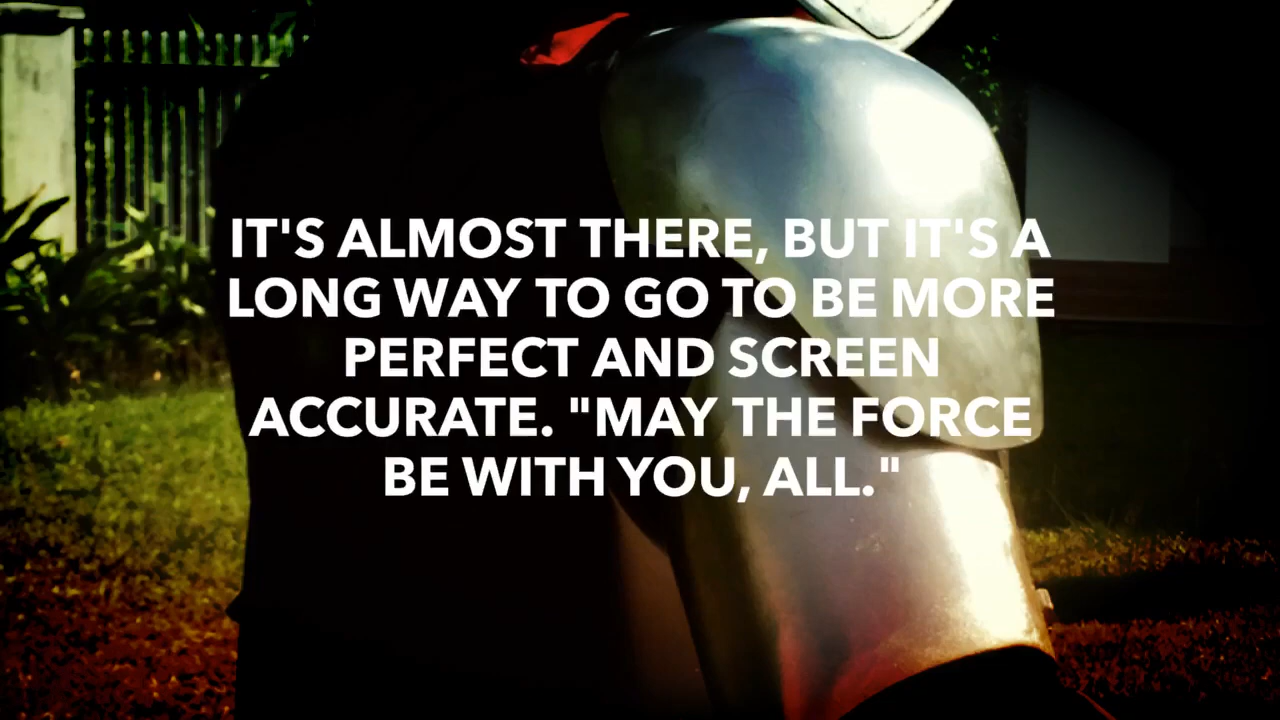 IT'S ALMOST THERE, BUT IT'S A
LONG WAY TO GO TO BE MORE
PERFECT AND SCREEN
ACCURATE. "MAY THE FORCE
BE WITH YOU, ALL."